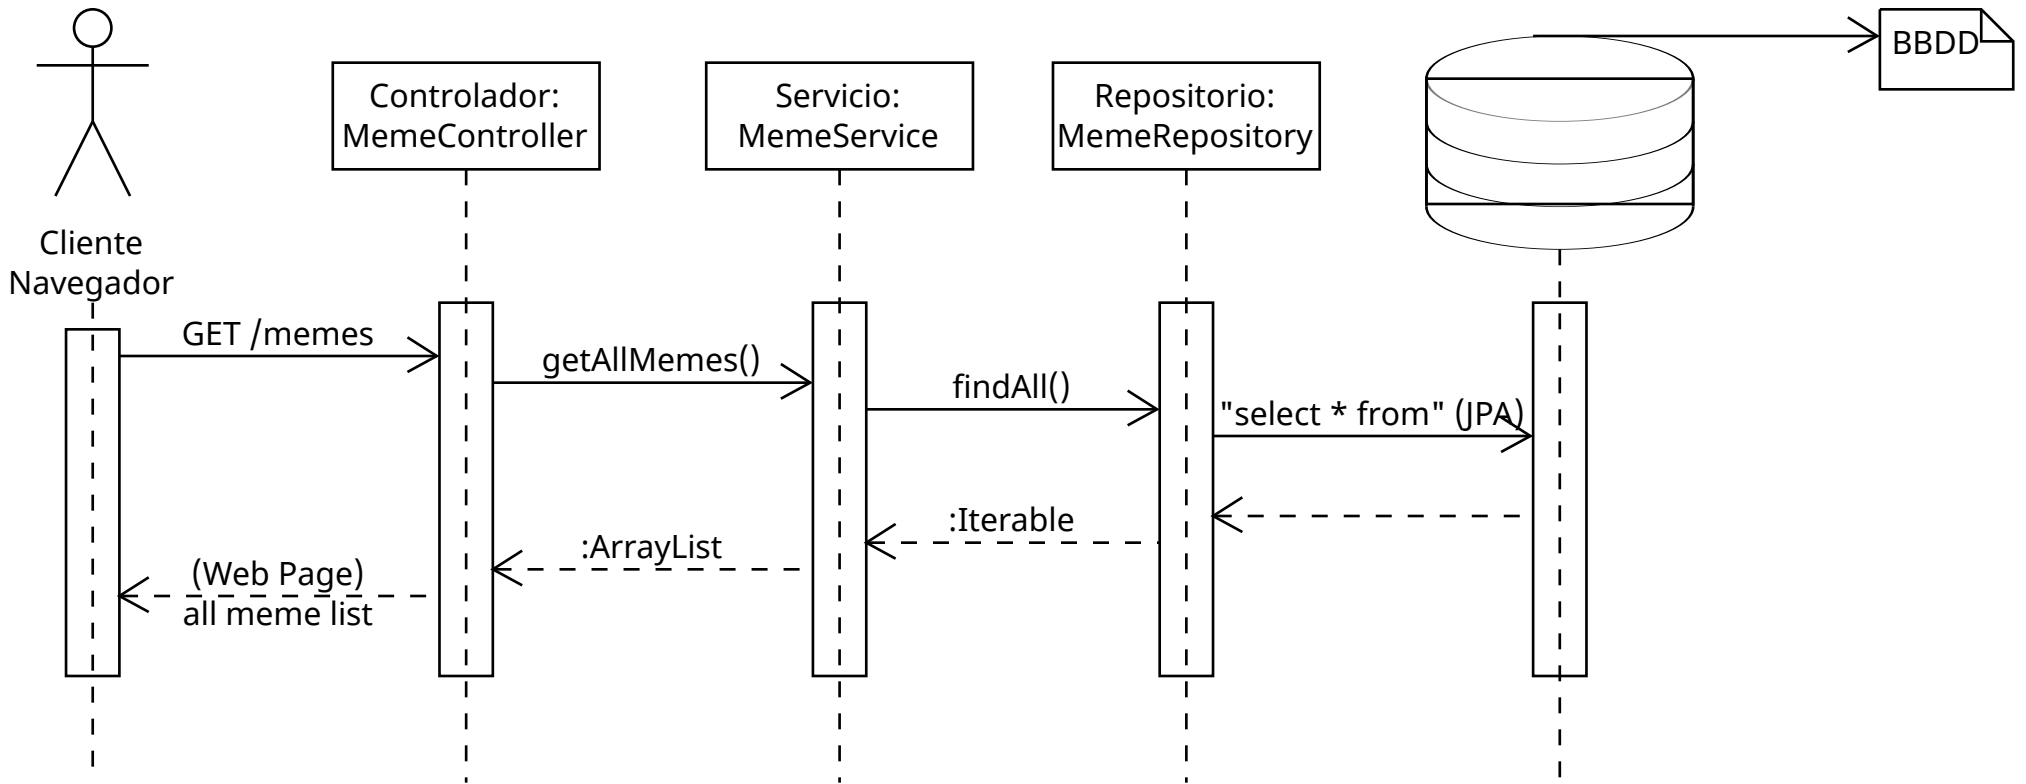 BBDD
Controlador:
MemeController
Servicio:
MemeService
Repositorio:
MemeRepository
Cliente
Navegador
GET /memes
getAllMemes()
findAll()
"select * from" (JPA)
:Iterable
:ArrayList
(Web Page)
all meme list